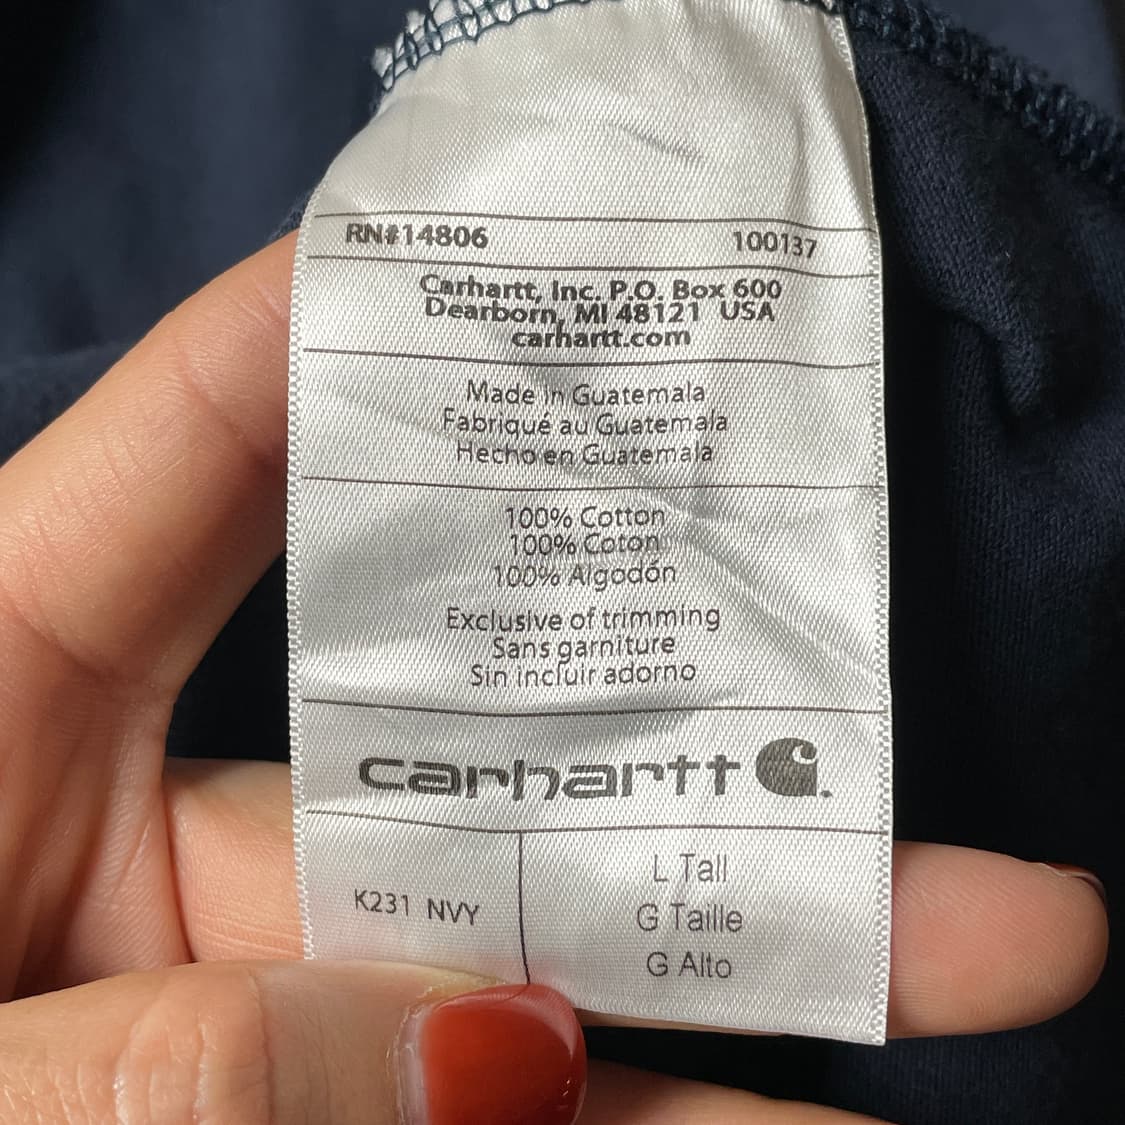 RN#14806 100137
Carhartt, Inc. P.O. Box 600
Dearborn, MI 48121 USA
carhartt.com
Made in Guatemala
Fabriqué au Guatemala
Hecho en Guatemala
100% Cotton
100% Coton
100% Algodón
Exclusive of trimming
Sans garniture
Sin incluir adorno
carhartt
K231 NVY
L Tall
G Taille
G Alto